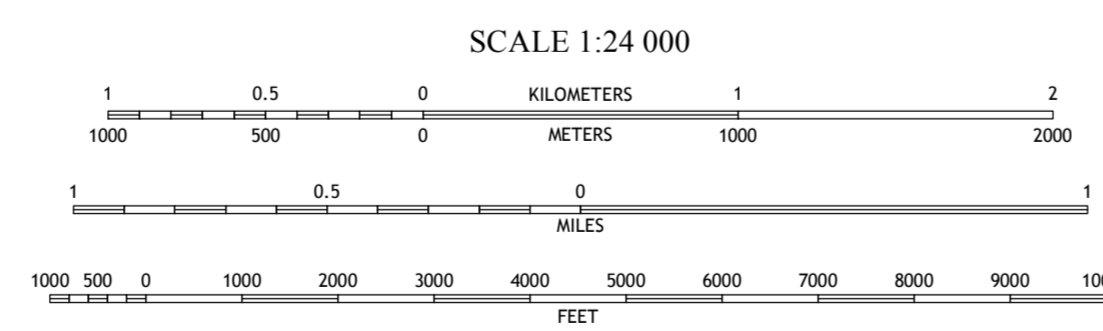 SCALE 1:24 000
1 0.5 0 KILOMETERS 1 2
1000 500 0 METERS 1000 2000
1 0.5 0 1
MILES
1000 500 0 1000 2000 3000 4000 5000 6000 7000 8000 9000
FEET